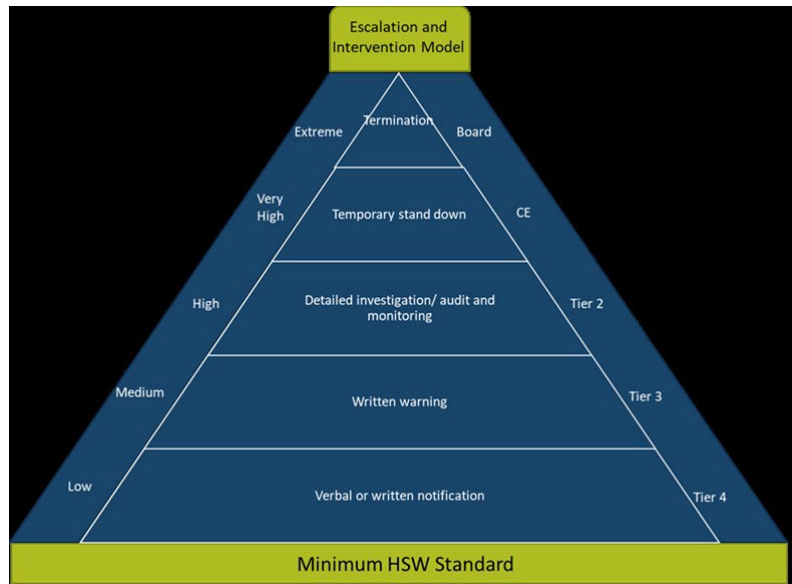 Escalation and
Intervention Model
Extreme
Termination
Board
Very
High
Temporary stand down
CE
High
Detailed investigation/ audit and
monitoring
Tier 2
Medium
Written warning
Tier 3
Low
Verbal or written notification
Tier 4
Minimum HSW Standard